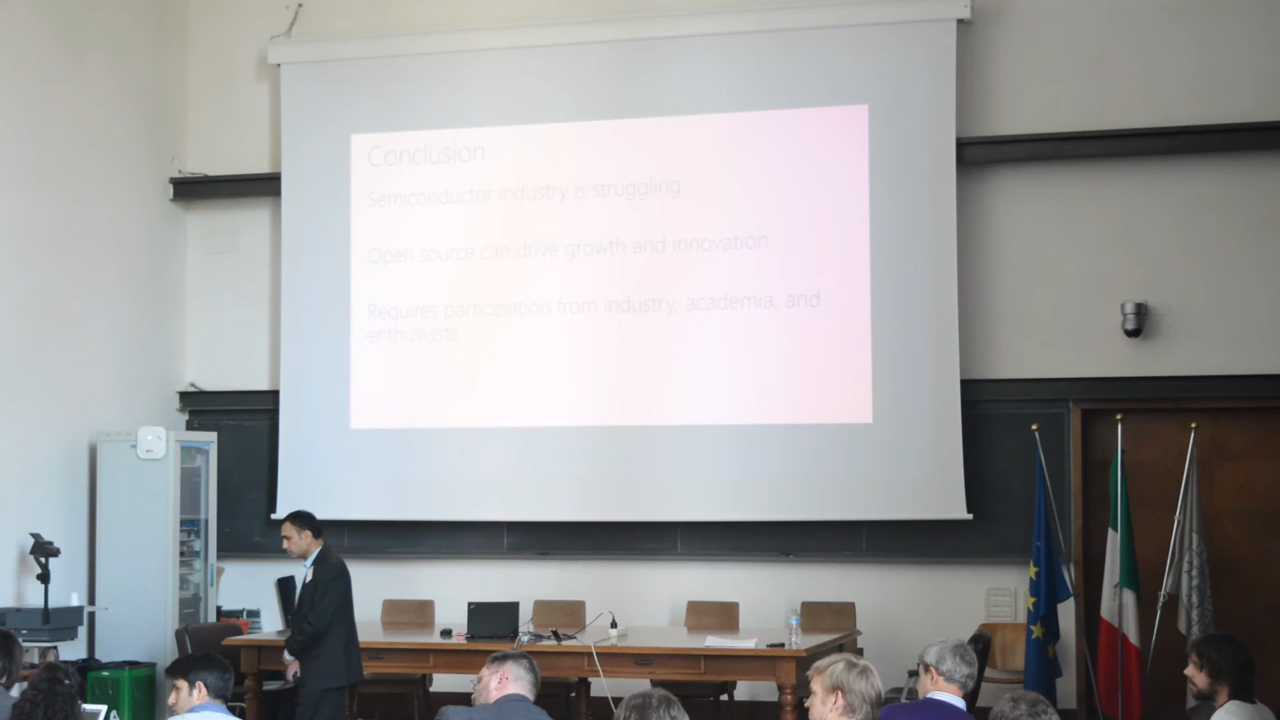 Conclusion
Semiconductor industry is struggling
Open source can drive growth and innovation
Requires participation from industry, academia, and
enthusiasts